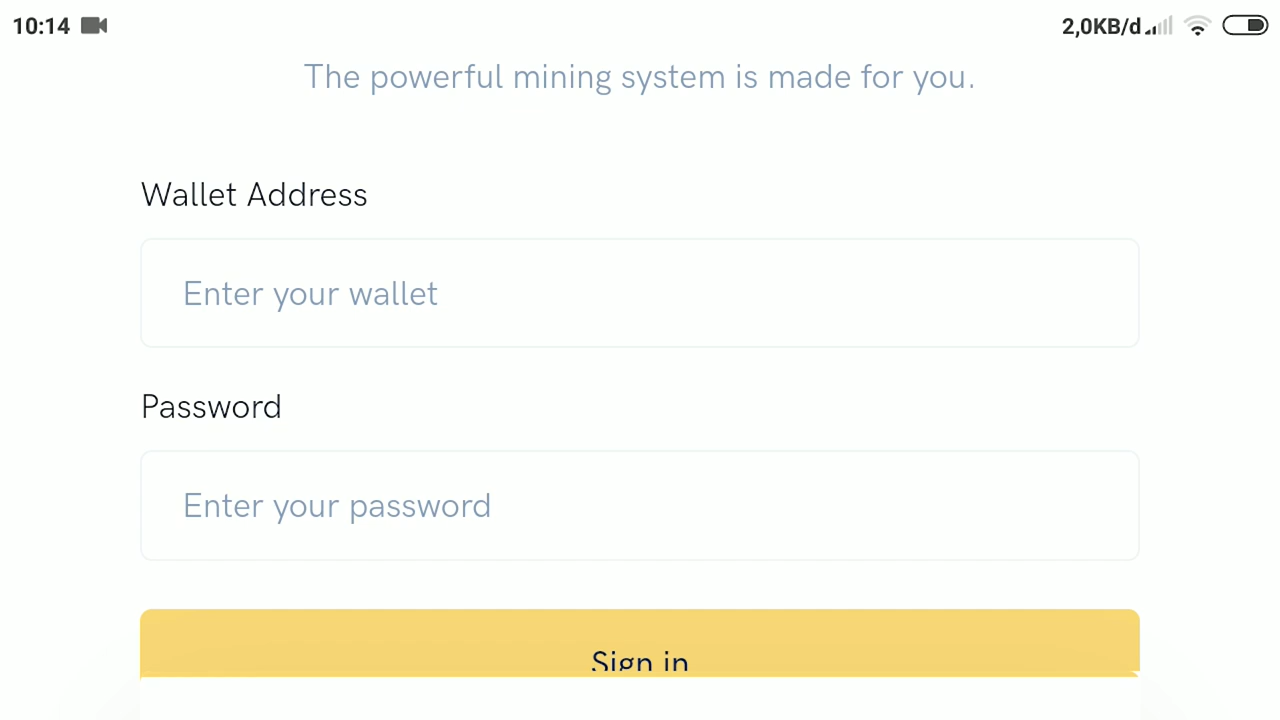 10:14 2,0KB/d
The powerful mining system is made for you.
Wallet Address
Enter your wallet
Password
Enter your password
Sign in